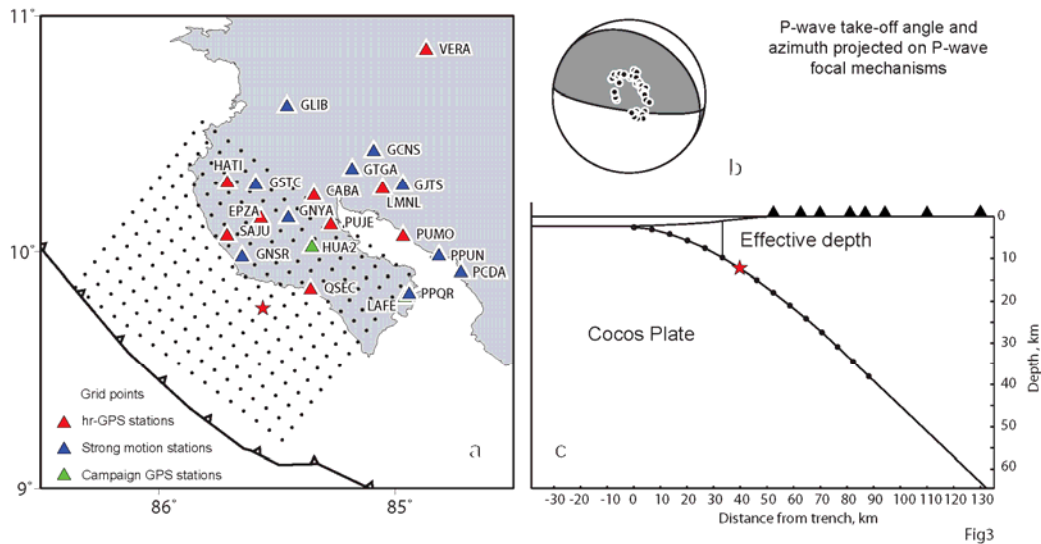 11°
10°
9°
86°
85°
VERA
GLIB
GCNS
GTGA
HATI
GSTC
CABA
GJTS
LMNL
EPZA
GNYA
PUJE
SAJU
PUMO
HUA2
GNSR
PPUN
PCDA
QSEC
LAFE
PPQR
Grid points
hr-GPS stations
Strong motion stations
Campaign GPS stations
a
P-wave take-off angle and
azimuth projected on P-wave
focal mechanisms
b
Effective depth
Cocos Plate
c
0
10
20
30
40
50
60
Depth, km
-30 -20 -10 0 10 20 30 40 50 60 70 80 90 100 110 120 130
Distance from trench, km
Fig3